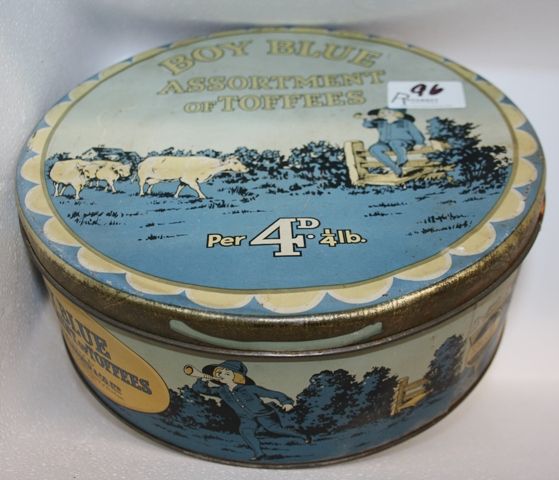 BOY BLUE
ASSORTMENT
OF TOFFEES
96
Per 4D. ¼lb.
BLUE
TOFFEES